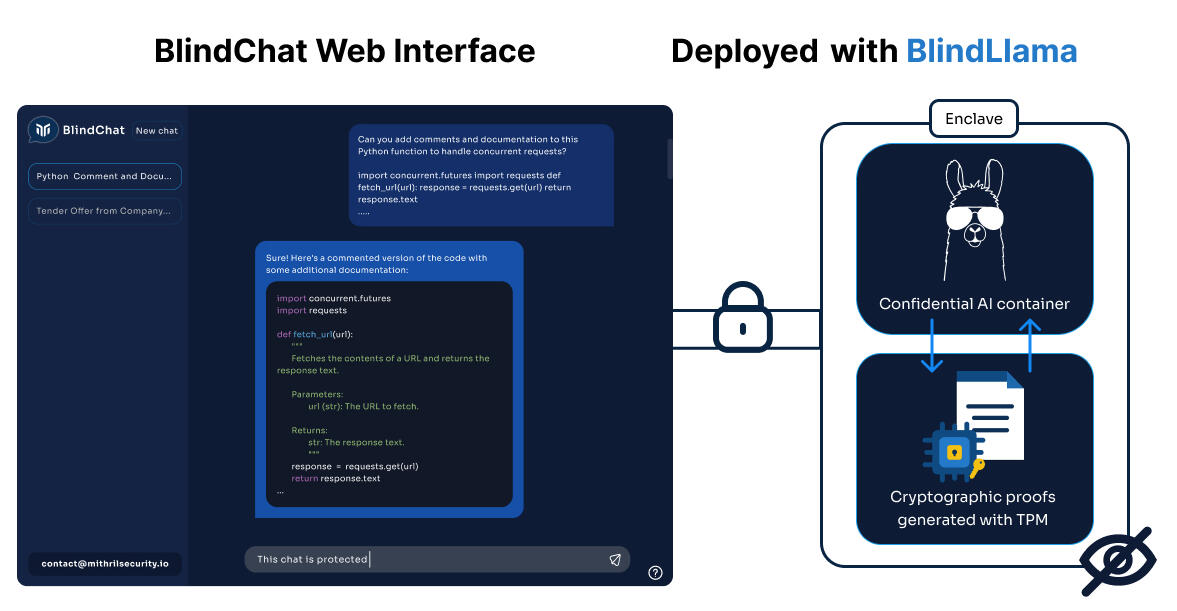 BlindChat Web Interface
Deployed with BlindLlama
BlindChat
New chat
Python Comment and Docu...
Tender Offer from Company...
contact@mithrilsecurity.io
Can you add comments and documentation to this
Python function to handle concurrent requests?
import concurrent.futures import requests def
fetch_url(url): response = requests.get(url) return
response.text
.....
Sure! Here's a commented version of the code with
some additional documentation:
import concurrent.futures
import requests
def fetch_url(url):
"""
Fetches the contents of a URL and returns the
response text.
Parameters:
url (str): The URL to fetch.
Returns:
str: The response text.
"""
response = requests.get(url)
return response.text
...
This chat is protected
?
Enclave
Confidential AI container
Cryptographic proofs
generated with TPM